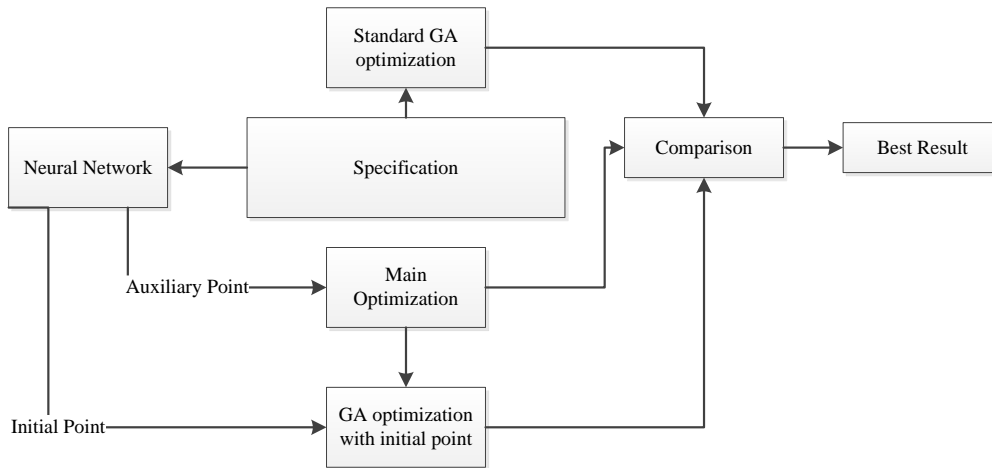 Standard GA
optimization
Neural Network
Specification
Comparison
Best Result
Auxiliary Point
Main
Optimization
Initial Point
GA optimization
with initial point